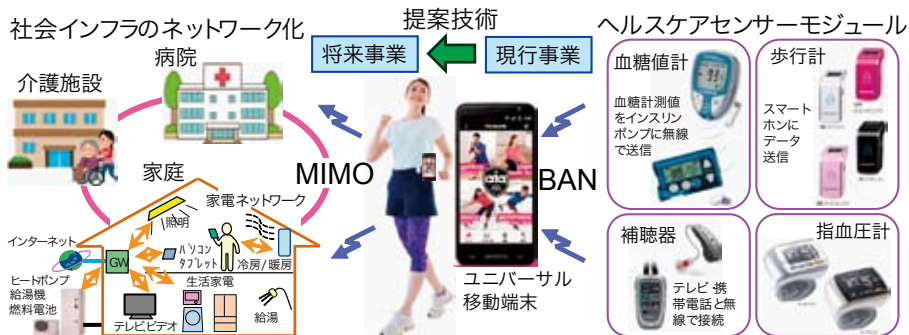 社会インフラのネットワーク化
提案技術
ヘルスケアセンサーモジュール
将来事業
現行事業
病院
介護施設
家庭
MIMO
BAN
家電ネットワーク
照明
インターネット
GW
パソコン
タブレット
冷房/暖房
ヒートポンプ
給湯機
燃料電池
生活家電
テレビ,ビデオ
給湯
ユニバーサル
移動端末
血糖値計
血糖計測値
をインスリン
ポンプに無線
で送信
歩行計
スマート
ホンに
データ
送信
補聴器
テレビ・携
帯電話と無
線で接続
指血圧計